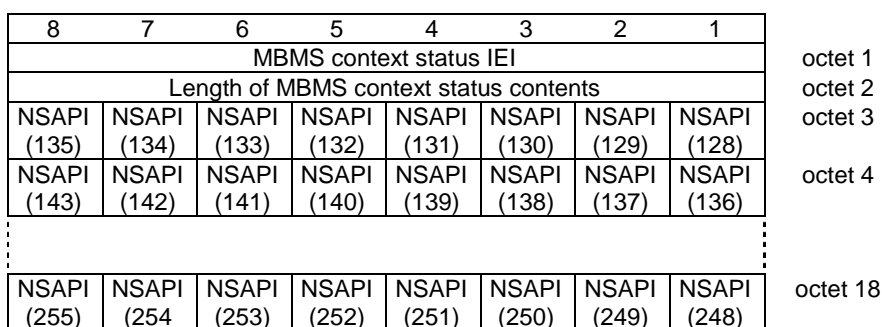 8 7 6 5 4 3 2 1
MBMS context status IEI octet 1
Length of MBMS context status contents octet 2
NSAPI NSAPI NSAPI NSAPI NSAPI NSAPI NSAPI NSAPI octet 3
(135) (134) (133) (132) (131) (130) (129) (128)
NSAPI NSAPI NSAPI NSAPI NSAPI NSAPI NSAPI NSAPI octet 4
(143) (142) (141) (140) (139) (138) (137) (136)
NSAPI NSAPI NSAPI NSAPI NSAPI NSAPI NSAPI NSAPI octet 18
(255) (254 (253) (252) (251) (250) (249) (248)